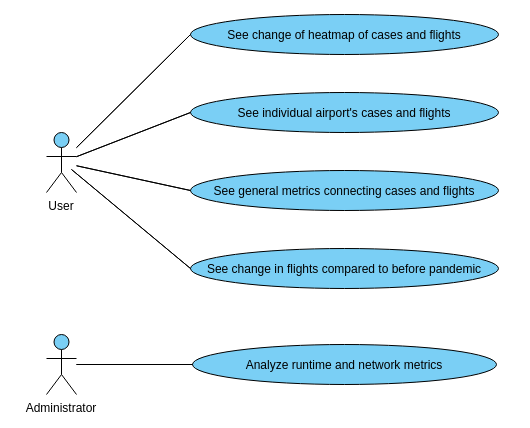 See change of heatmap of cases and flights
See individual airport's cases and flights
User
See general metrics connecting cases and flights
See change in flights compared to before pandemic
Administrator
Analyze runtime and network metrics